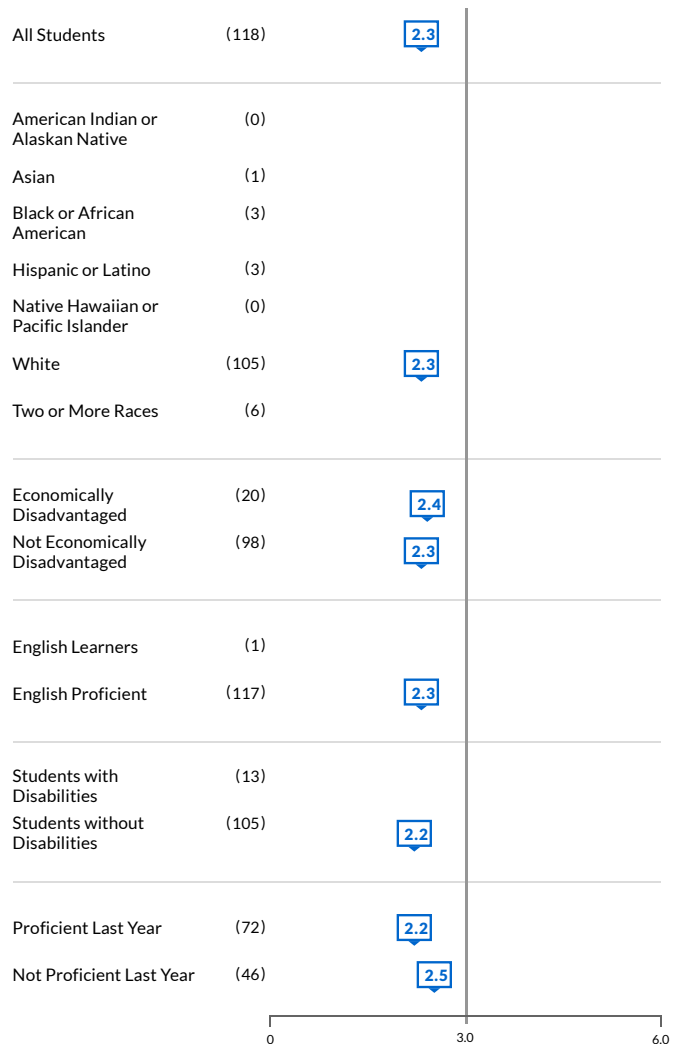 All Students (118) 2.3
American Indian or (0)
Alaskan Native
Asian (1)
Black or African (3)
American
Hispanic or Latino (3)
Native Hawaiian or (0)
Pacific Islander
White (105) 2.3
Two or More Races (6)
Economically (20) 2.4
Disadvantaged
Not Economically (98) 2.3
Disadvantaged
English Learners (1)
English Proficient (117) 2.3
Students with (13)
Disabilities
Students without (105) 2.2
Disabilities
Proficient Last Year (72) 2.2
Not Proficient Last Year (46) 2.5
0 3.0 6.0